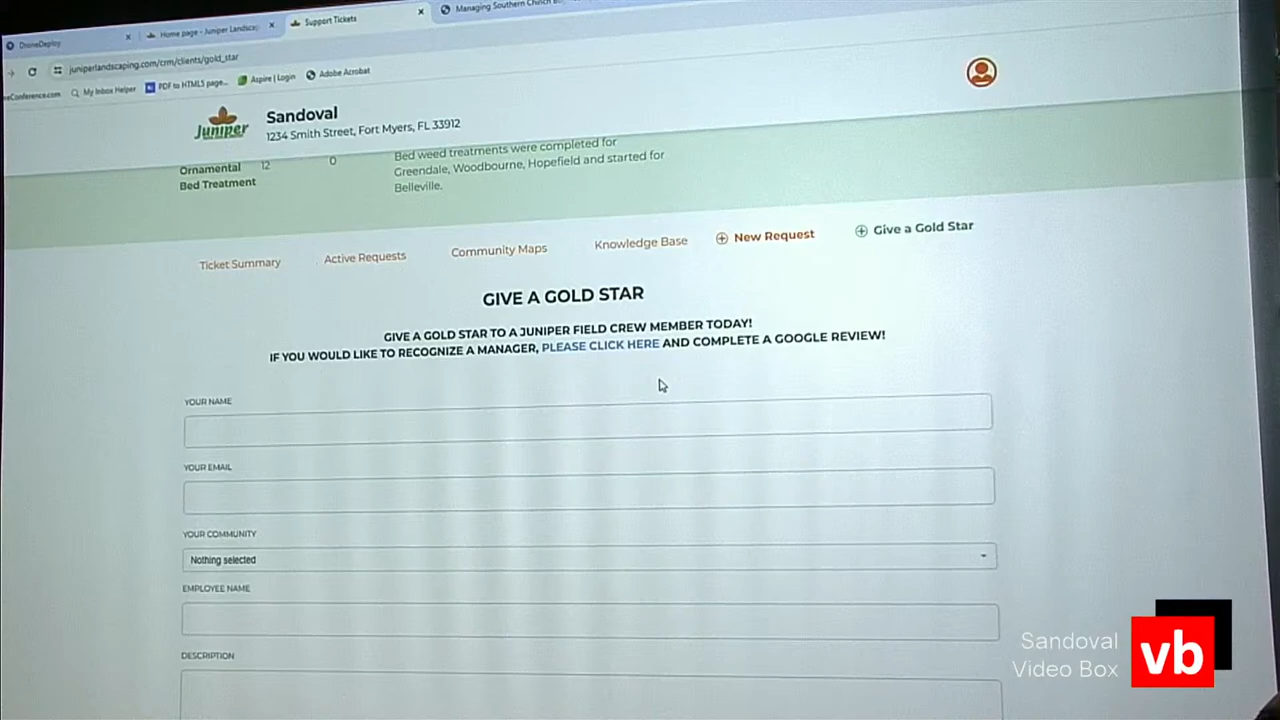 DroneDeploy
Home page - Juniper Landsca
Support Tickets
Managing Southern Chinch B
juniperlandscaping.com/crm/clients/gold_star
eConference.com
My Inbox Helper
PDF to HTML5 page...
Aspire | Login
Adobe Acrobat
Juniper
Sandoval
1234 Smith Street, Fort Myers, FL 33912
Ornamental
Bed Treatment
12
0
Bed weed treatments were completed for
Greendale, Woodbourne, Hopefield and started for
Belleville.
Ticket Summary
Active Requests
Community Maps
Knowledge Base
New Request
Give a Gold Star
GIVE A GOLD STAR
GIVE A GOLD STAR TO A JUNIPER FIELD CREW MEMBER TODAY!
IF YOU WOULD LIKE TO RECOGNIZE A MANAGER, PLEASE CLICK HERE AND COMPLETE A GOOGLE REVIEW!
YOUR NAME
YOUR EMAIL
YOUR COMMUNITY
Nothing selected
EMPLOYEE NAME
DESCRIPTION
Sandoval
Video Box
vb